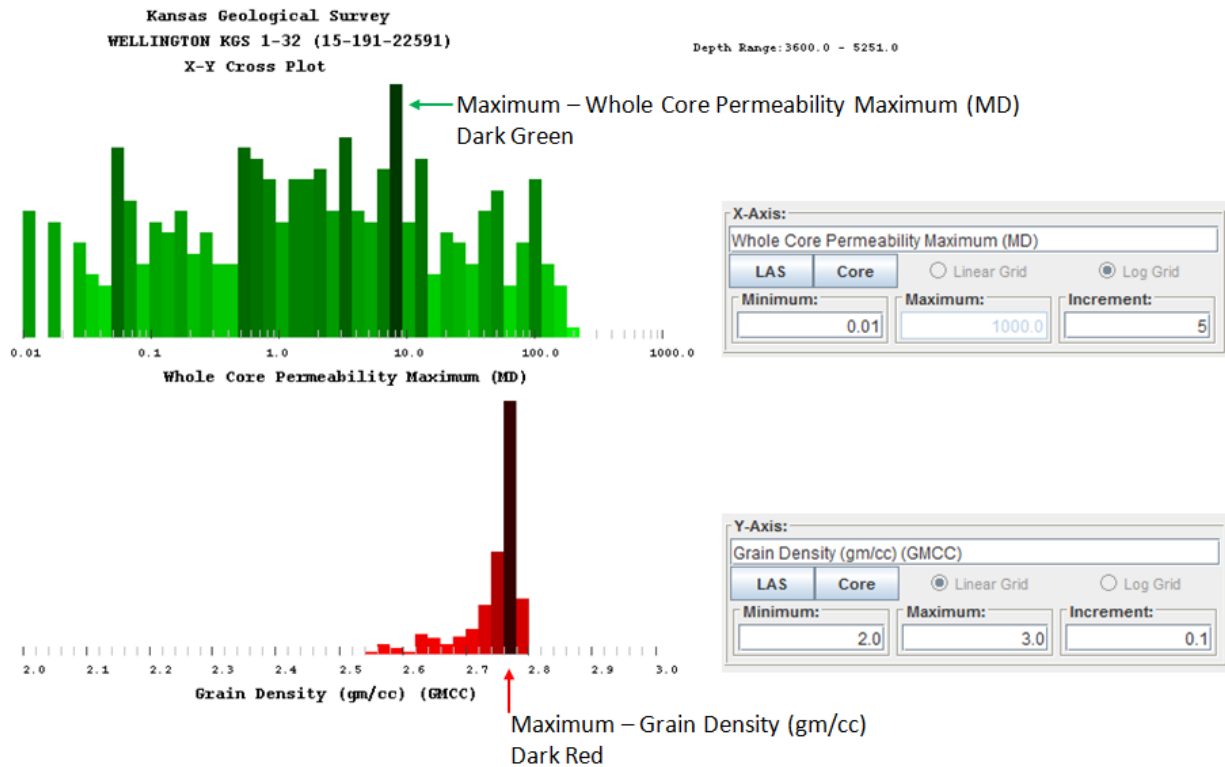 Kansas Geological Survey
WELLINGTON KGS 1-32 (15-191-22591)
X-Y Cross Plot
Depth Range:3600.0 - 5251.0
Maximum – Whole Core Permeability Maximum (MD)
Dark Green
0.01 0.1 1.0 10.0 100.0 1000.0
Whole Core Permeability Maximum (MD)
X-Axis:
Whole Core Permeability Maximum (MD)
LAS Core Linear Grid Log Grid
Minimum: Maximum: Increment:
0.01 1000.0 5
2.0 2.1 2.2 2.3 2.4 2.5 2.6 2.7 2.8 2.9 3.0
Grain Density (gm/cc) (GMCC)
Maximum – Grain Density (gm/cc)
Dark Red
Y-Axis:
Grain Density (gm/cc) (GMCC)
LAS Core Linear Grid Log Grid
Minimum: Maximum: Increment:
2.0 3.0 0.1